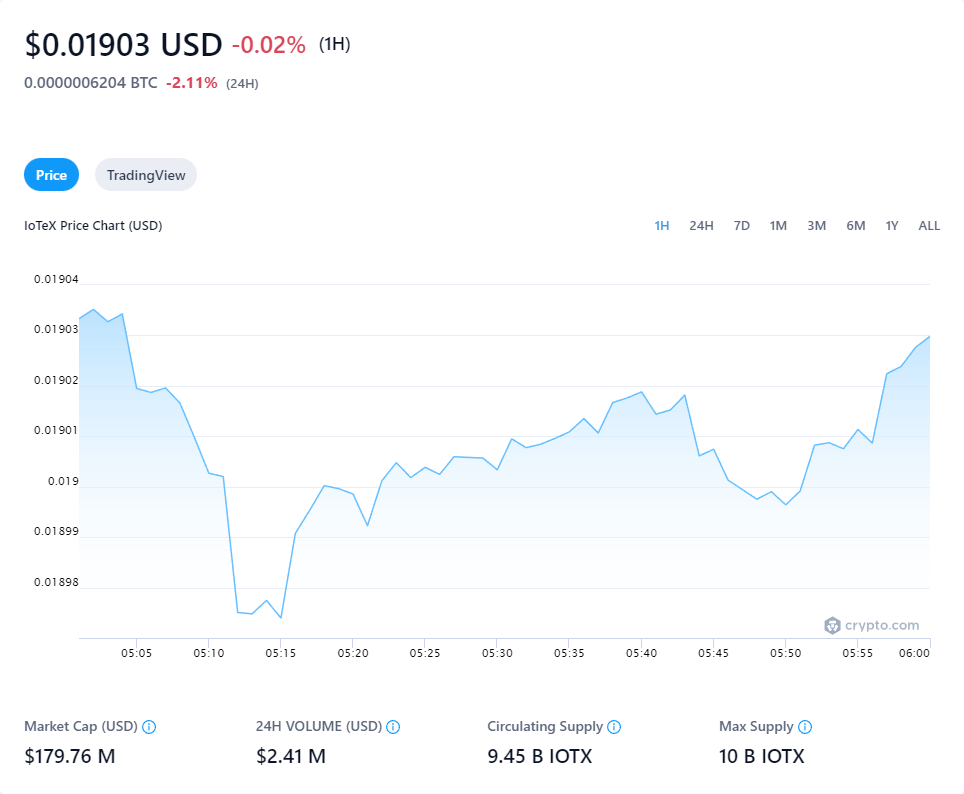 $0.01903 USD -0.02% (1H)
0.0000006204 BTC -2.11% (24H)
Price TradingView
IoTeX Price Chart (USD) 1H 24H 7D 1M 3M 6M 1Y ALL
0.01904
0.01903
0.01902
0.01901
0.019
0.01899
0.01898
crypto.com
05:05 05:10 05:15 05:20 05:25 05:30 05:35 05:40 05:45 05:50 05:55 06:00
Market Cap (USD) 24H VOLUME (USD) Circulating Supply Max Supply
$179.76 M $2.41 M 9.45 B IOTX 10 B IOTX